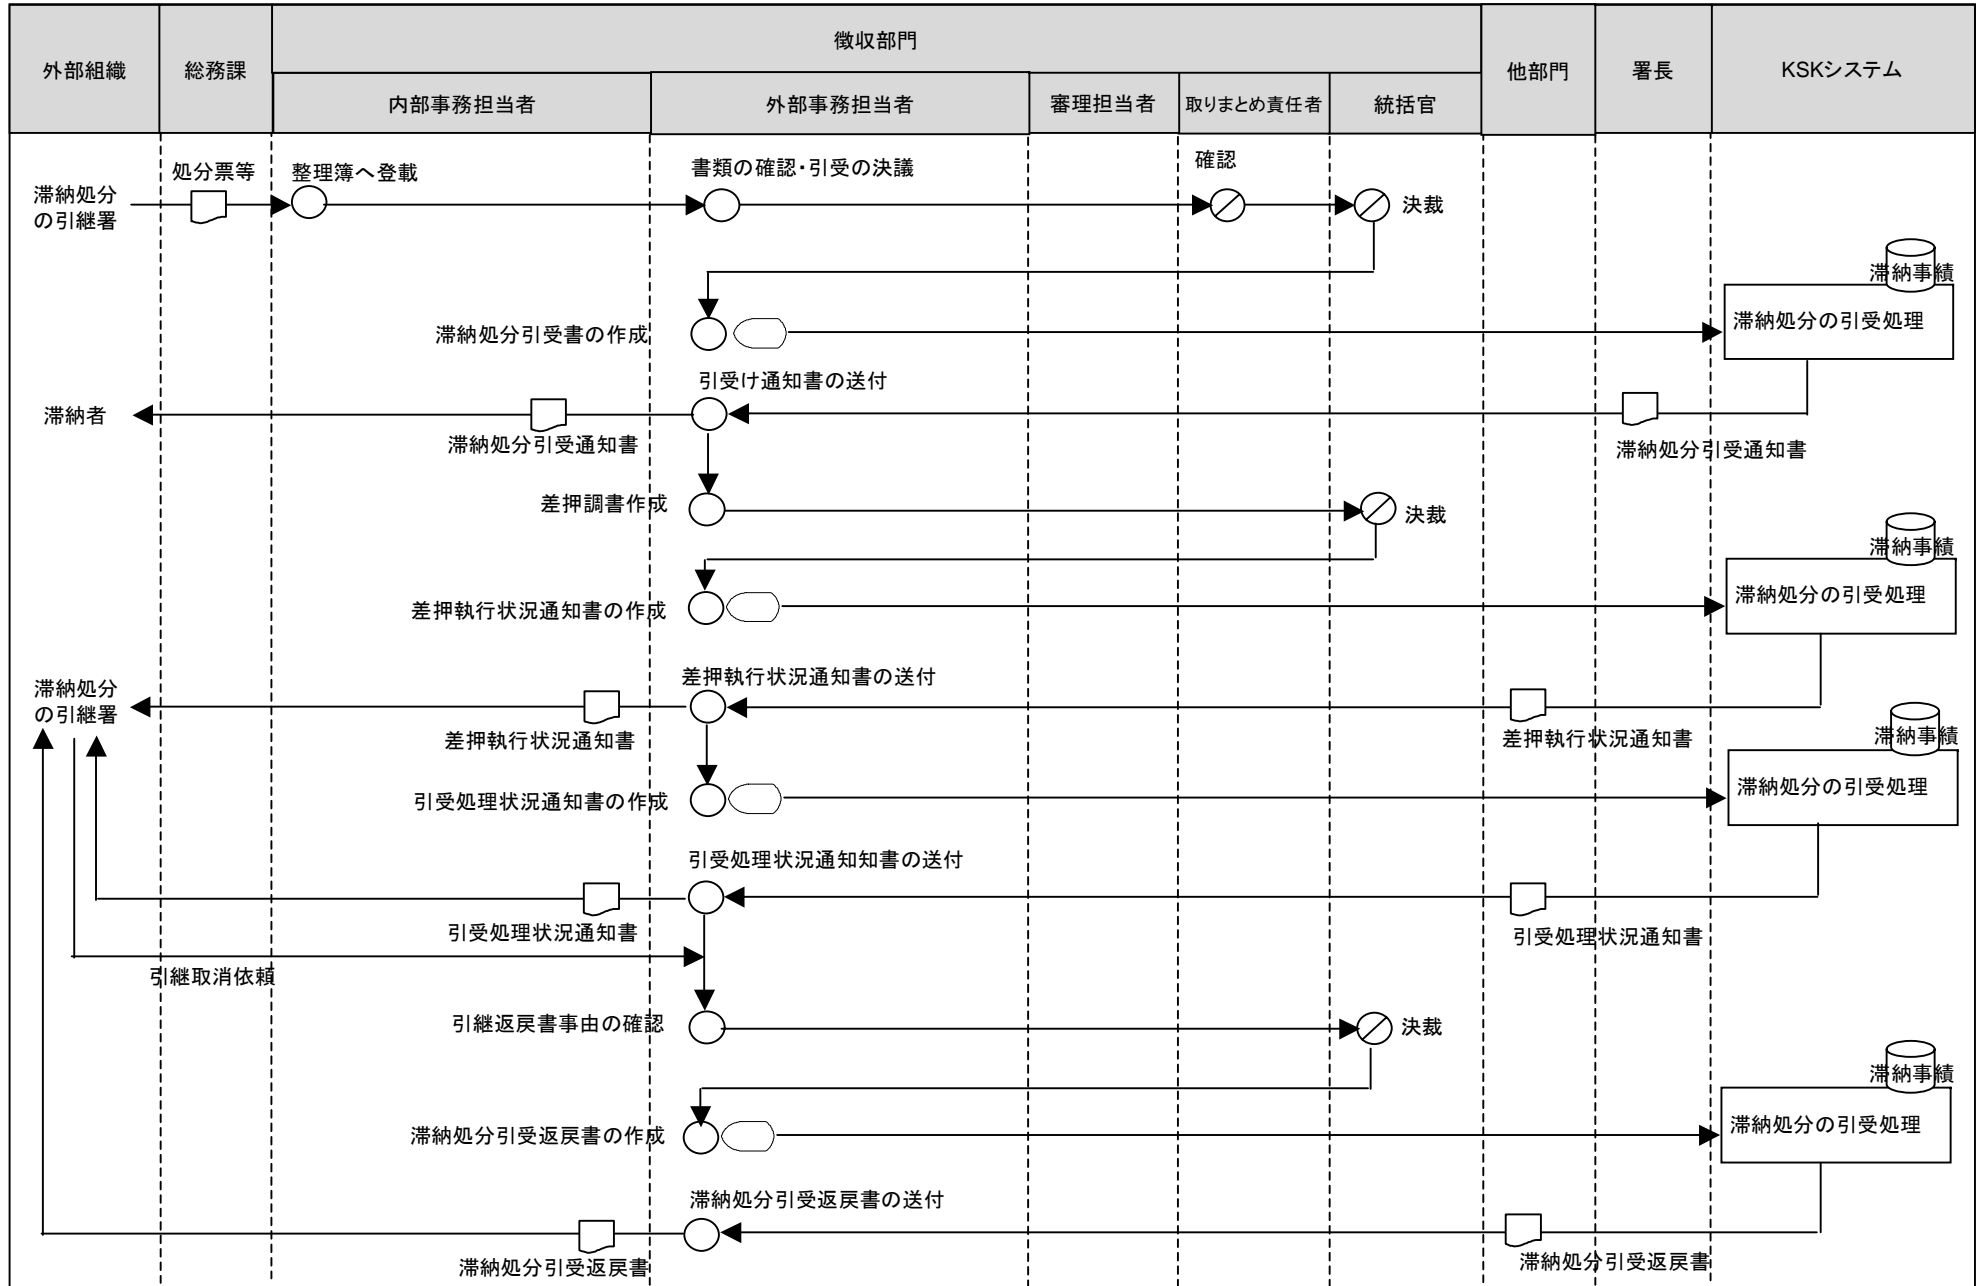 徴収部門
外部組織
総務課
他部門
署長
KSKシステム
内部事務担当者
外部事務担当者
審理担当者
取りまとめ責任者
統括官
処分票等
整理簿へ登載
書類の確認・引受の決議
確認
滞納処分
の引継署
決裁
滞納事績
滞納処分引受書の作成
滞納処分の引受処理
引受け通知書の送付
滞納者
滞納処分引受通知書
滞納処分引受通知書
差押調書作成
決裁
滞納事績
差押執行状況通知書の作成
滞納処分の引受処理
差押執行状況通知書の送付
滞納処分
の引継署
差押執行状況通知書
差押執行状況通知書
滞納事績
引受処理状況通知書の作成
滞納処分の引受処理
引受処理状況通知知書の送付
引受処理状況通知書
引受処理状況通知書
引継取消依頼
引継返戻書事由の確認
決裁
滞納事績
滞納処分引受返戻書の作成
滞納処分の引受処理
滞納処分引受返戻書の送付
滞納処分引受返戻書
滞納処分引受返戻書